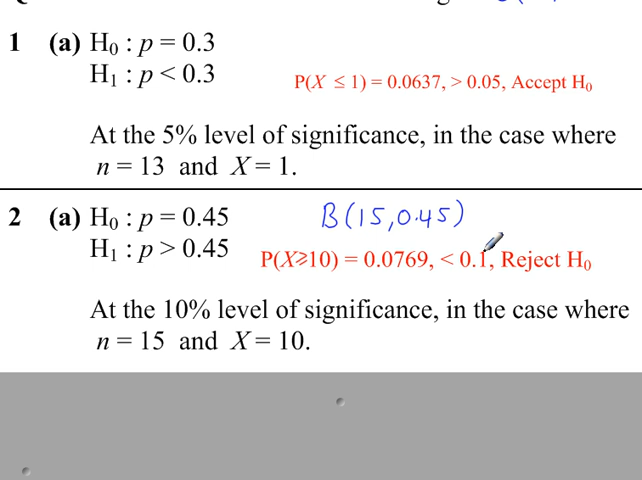 1 (a) H₀ : p = 0.3
H₁ : p < 0.3
P(X ≤ 1) = 0.0637, > 0.05, Accept H₀
At the 5% level of significance, in the case where
n = 13 and X = 1.
2 (a) H₀ : p = 0.45
B(15,0.45)
H₁ : p > 0.45
P(X⩾10) = 0.0769, < 0.1, Reject H₀
At the 10% level of significance, in the case where
n = 15 and X = 10.